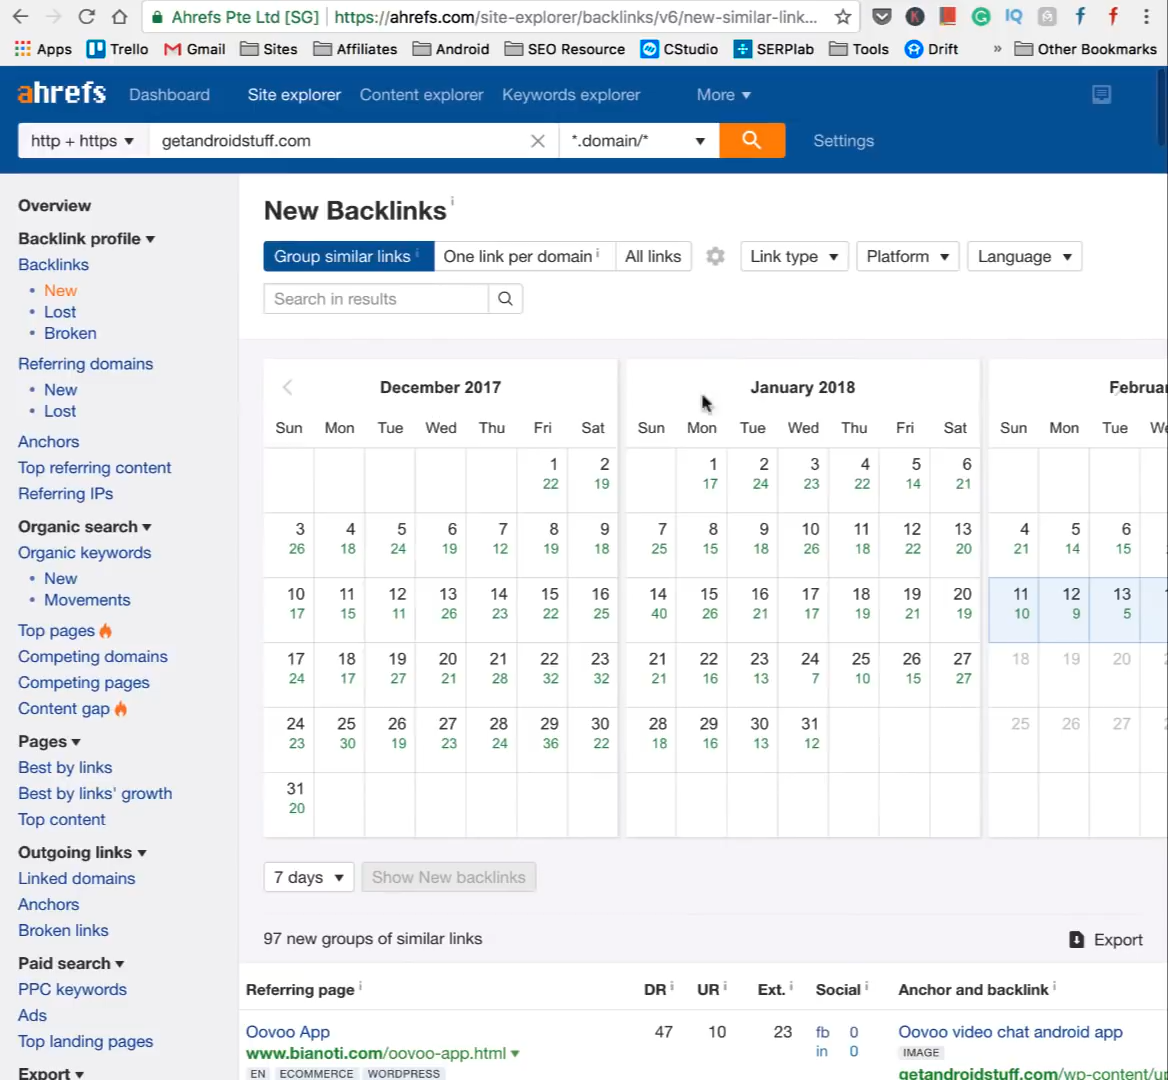 Ahrefs Pte Ltd [SG] https://ahrefs.com/site-explorer/backlinks/v6/new-similar-link...
Apps Trello Gmail Sites Affiliates Android SEO Resource CStudio SERPlab Tools Drift » Other Bookmarks
ahrefs Dashboard Site explorer Content explorer Keywords explorer More
http + https getandroidstuff.com *.domain/* Settings
Overview
Backlink profile
Backlinks
• New
• Lost
• Broken
Referring domains
• New
• Lost
Anchors
Top referring content
Referring IPs
Organic search
Organic keywords
• New
• Movements
Top pages
Competing domains
Competing pages
Content gap
Pages
Best by links
Best by links' growth
Top content
Outgoing links
Linked domains
Anchors
Broken links
Paid search
PPC keywords
Ads
Top landing pages
Export
New Backlinks i
Group similar links i One link per domain i All links Link type Platform Language
Search in results
December 2017
Sun Mon Tue Wed Thu Fri Sat
1 2
22 19
3 4 5 6 7 8 9
26 18 24 19 12 19 18
10 11 12 13 14 15 16
17 15 11 26 23 22 25
17 18 19 20 21 22 23
24 17 27 21 28 32 32
24 25 26 27 28 29 30
23 30 19 23 24 36 22
31
20
January 2018
Sun Mon Tue Wed Thu Fri Sat
1 2 3 4 5 6
17 24 23 22 14 21
7 8 9 10 11 12 13
25 15 18 26 18 22 20
14 15 16 17 18 19 20
40 26 21 17 19 21 19
21 22 23 24 25 26 27
21 16 13 7 10 15 27
28 29 30 31
18 16 13 12
Februar
Sun Mon Tue We
4 5 6
21 14 15
11 12 13 1
10 9 5
18 19 20
25 26 27
7 days Show New backlinks
97 new groups of similar links Export
Referring page i DR i UR i Ext. i Social i Anchor and backlink i
Oovoo App 47 10 23 fb 0 Oovoo video chat android app
www.bianoti.com/oovoo-app.html in 0 IMAGE
EN ECOMMERCE WORDPRESS getandroidstuff.com/wp-content/up